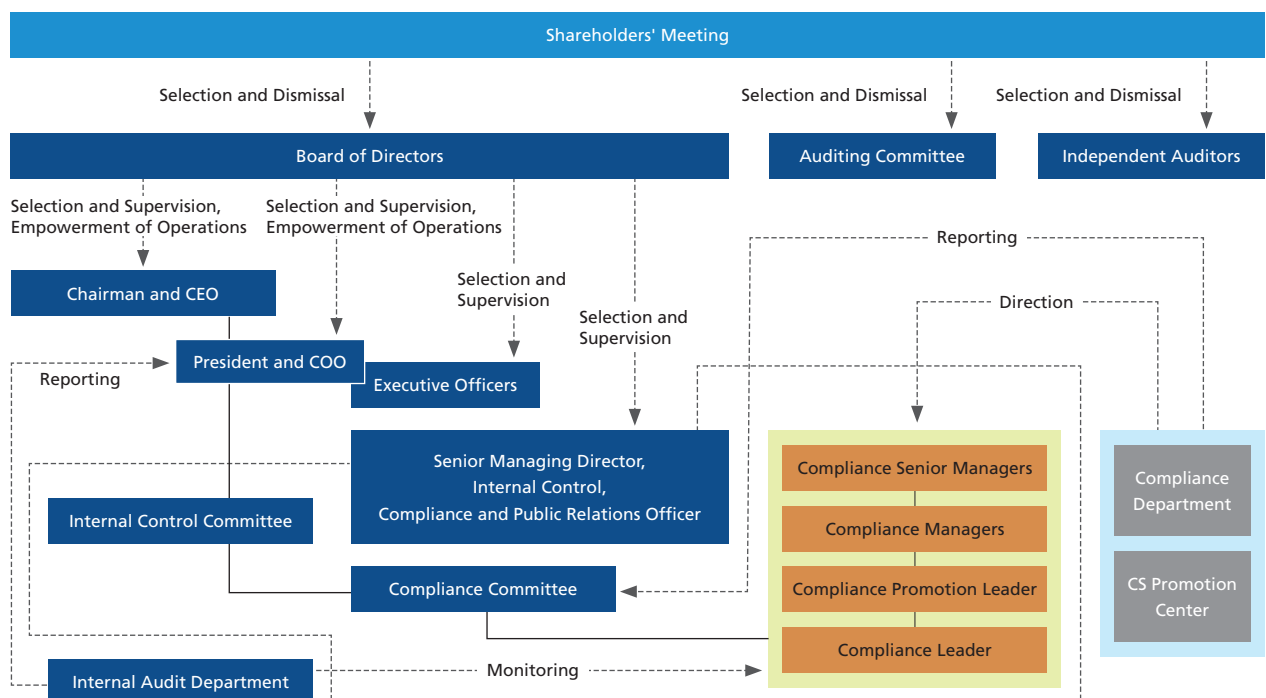 Shareholders' Meeting
Selection and Dismissal
Selection and Dismissal
Selection and Dismissal
Board of Directors
Auditing Committee
Independent Auditors
Selection and Supervision,
Empowerment of Operations
Selection and Supervision,
Empowerment of Operations
Reporting
Selection and
Supervision
Chairman and CEO
Direction
Selection and
Supervision
President and COO
Reporting
Executive Officers
Senior Managing Director,
Internal Control,
Compliance and Public Relations Officer
Compliance Senior Managers
Compliance
Department
Internal Control Committee
Compliance Managers
Compliance Committee
Compliance Promotion Leader
CS Promotion
Center
Compliance Leader
Monitoring
Internal Audit Department